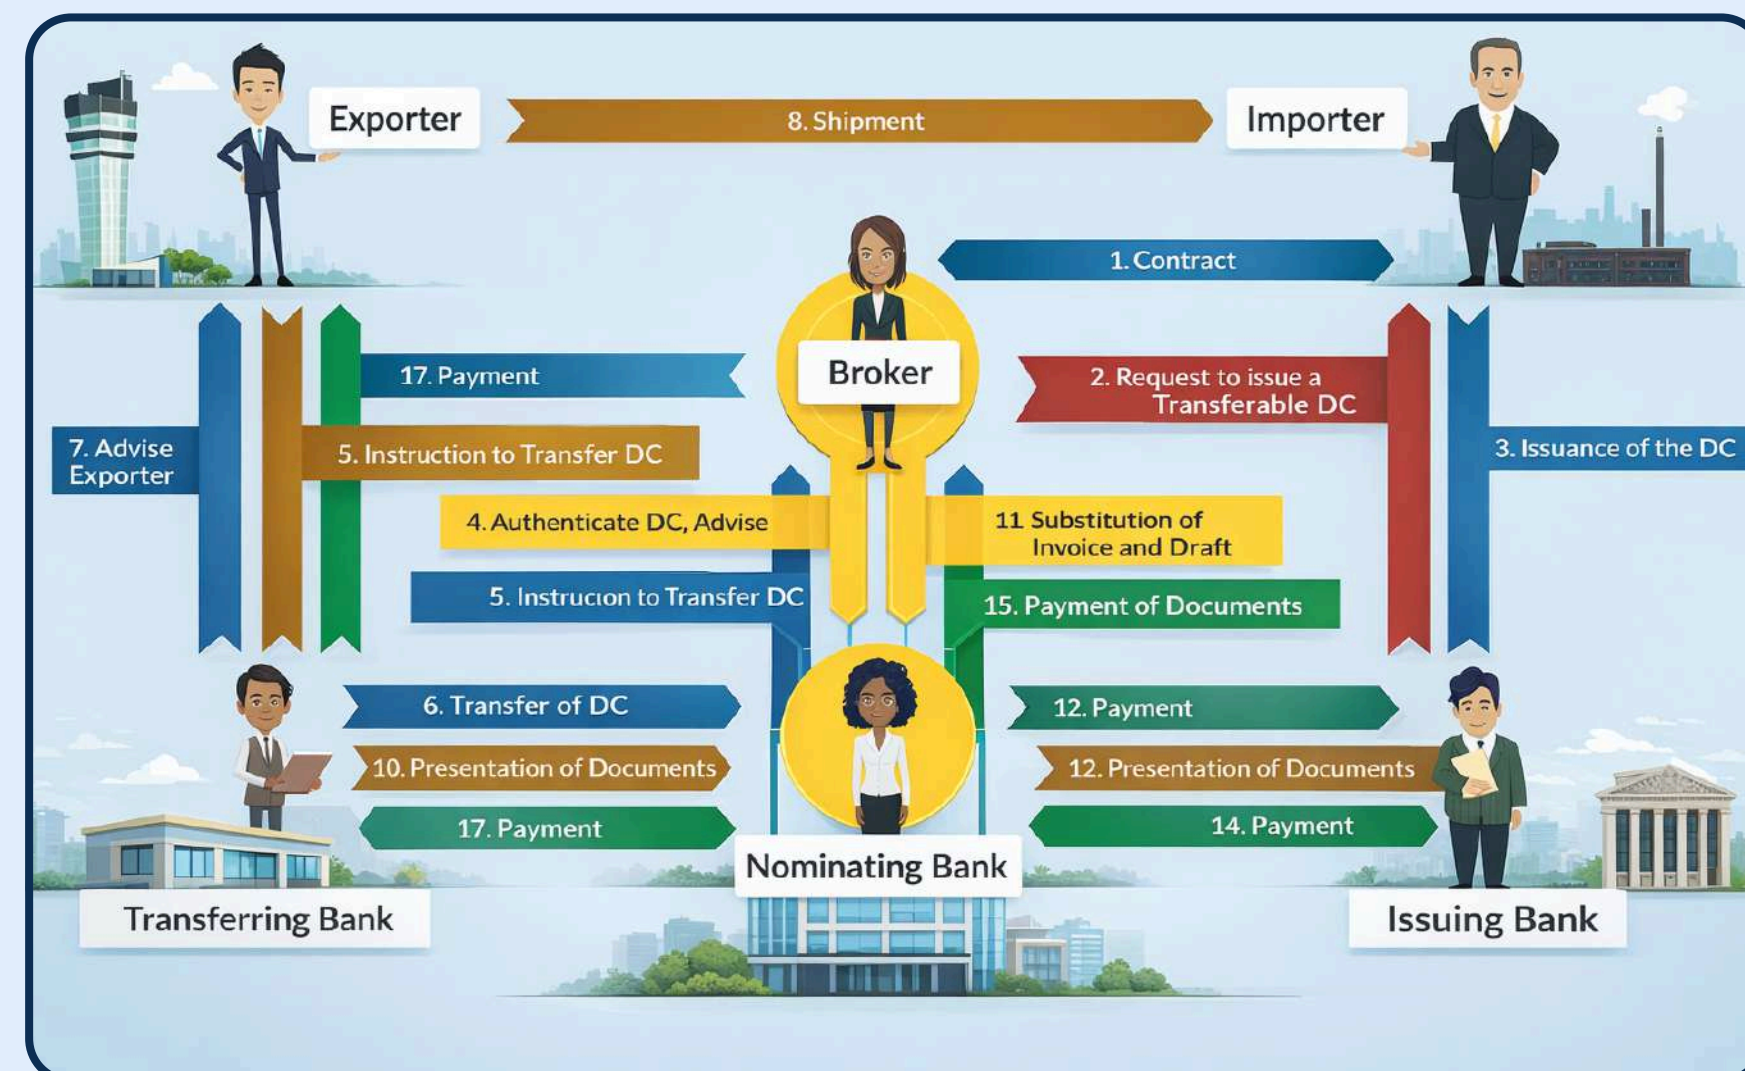 Exporter
8. Shipment
Importer
1. Contract
Broker
17. Payment
2. Request to issue a
Transferable DC
7. Advise
Exporter
5. Instruction to Transfer DC
3. Issuance of the DC
4. Authenticate DC, Advise
11 Substitution of
Invoice and Draft
5. Instrucıon to Transfer DC
15. Payment of Documents
6. Transfer of DC
12. Payment
10. Presentation of Documents
12. Presentation of Documents
17. Payment
14. Payment
Nominating Bank
Transferring Bank
Issuing Bank